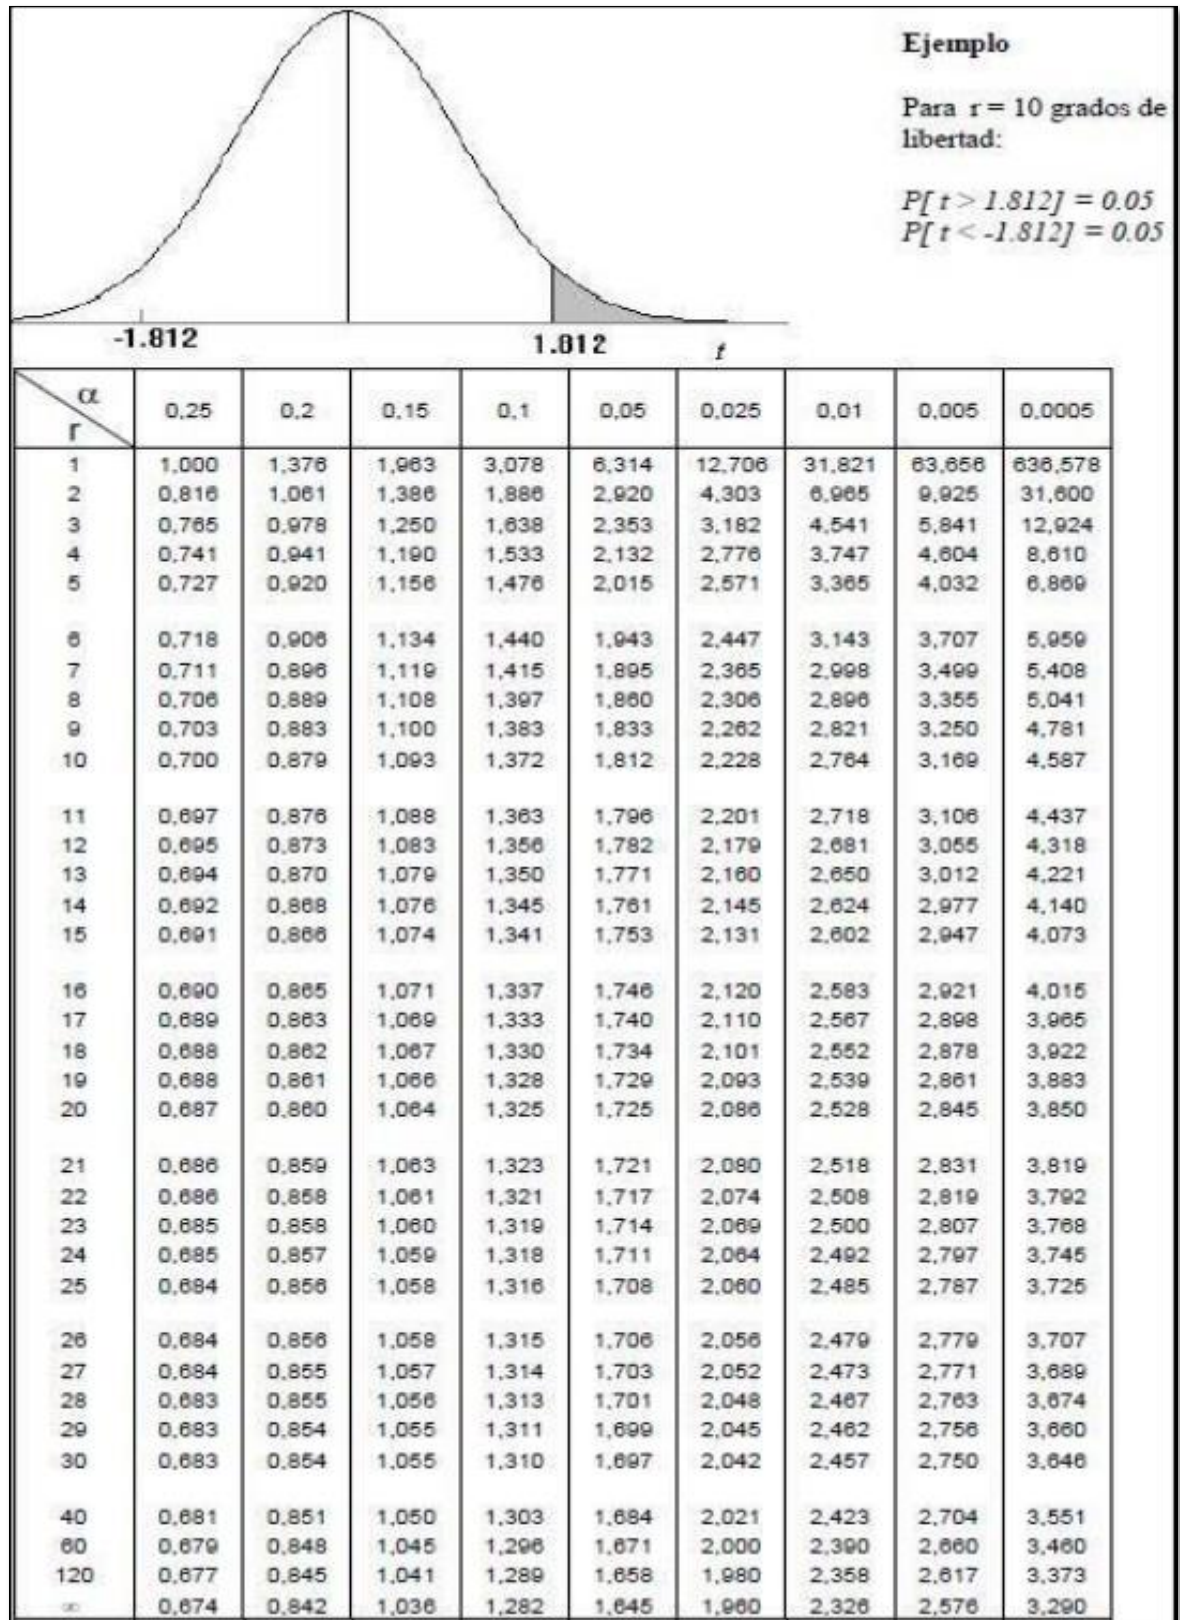 Ejemplo
Para r = 10 grados de
libertad:
P[ t > 1.812] = 0.05
P[ t < -1.812] = 0.05
-1.812 1.812 t
α
r 0,25 0,2 0,15 0,1 0,05 0,025 0,01 0,005 0,0005
1 1,000 1,376 1,963 3,078 6,314 12,706 31,821 63,656 636,578
2 0,816 1,061 1,386 1,886 2,920 4,303 6,965 9,925 31,600
3 0,765 0,978 1,250 1,638 2,353 3,182 4,541 5,841 12,924
4 0,741 0,941 1,190 1,533 2,132 2,776 3,747 4,604 8,610
5 0,727 0,920 1,156 1,476 2,015 2,571 3,365 4,032 6,869
6 0,718 0,906 1,134 1,440 1,943 2,447 3,143 3,707 5,959
7 0,711 0,896 1,119 1,415 1,895 2,365 2,998 3,499 5,408
8 0,706 0,889 1,108 1,397 1,860 2,306 2,896 3,355 5,041
9 0,703 0,883 1,100 1,383 1,833 2,262 2,821 3,250 4,781
10 0,700 0,879 1,093 1,372 1,812 2,228 2,764 3,169 4,587
11 0,697 0,876 1,088 1,363 1,796 2,201 2,718 3,106 4,437
12 0,695 0,873 1,083 1,356 1,782 2,179 2,681 3,055 4,318
13 0,694 0,870 1,079 1,350 1,771 2,160 2,650 3,012 4,221
14 0,692 0,868 1,076 1,345 1,761 2,145 2,624 2,977 4,140
15 0,691 0,866 1,074 1,341 1,753 2,131 2,602 2,947 4,073
16 0,690 0,865 1,071 1,337 1,746 2,120 2,583 2,921 4,015
17 0,689 0,863 1,069 1,333 1,740 2,110 2,567 2,898 3,965
18 0,688 0,862 1,067 1,330 1,734 2,101 2,552 2,878 3,922
19 0,688 0,861 1,066 1,328 1,729 2,093 2,539 2,861 3,883
20 0,687 0,860 1,064 1,325 1,725 2,086 2,528 2,845 3,850
21 0,686 0,859 1,063 1,323 1,721 2,080 2,518 2,831 3,819
22 0,686 0,858 1,061 1,321 1,717 2,074 2,508 2,819 3,792
23 0,685 0,858 1,060 1,319 1,714 2,069 2,500 2,807 3,768
24 0,685 0,857 1,059 1,318 1,711 2,064 2,492 2,797 3,745
25 0,684 0,856 1,058 1,316 1,708 2,060 2,485 2,787 3,725
26 0,684 0,856 1,058 1,315 1,706 2,056 2,479 2,779 3,707
27 0,684 0,855 1,057 1,314 1,703 2,052 2,473 2,771 3,689
28 0,683 0,855 1,056 1,313 1,701 2,048 2,467 2,763 3,674
29 0,683 0,854 1,055 1,311 1,699 2,045 2,462 2,756 3,660
30 0,683 0,854 1,055 1,310 1,697 2,042 2,457 2,750 3,646
40 0,681 0,851 1,050 1,303 1,684 2,021 2,423 2,704 3,551
60 0,679 0,848 1,045 1,296 1,671 2,000 2,390 2,660 3,460
120 0,677 0,845 1,041 1,289 1,658 1,980 2,358 2,617 3,373
∞ 0,674 0,842 1,036 1,282 1,645 1,960 2,326 2,576 3,290